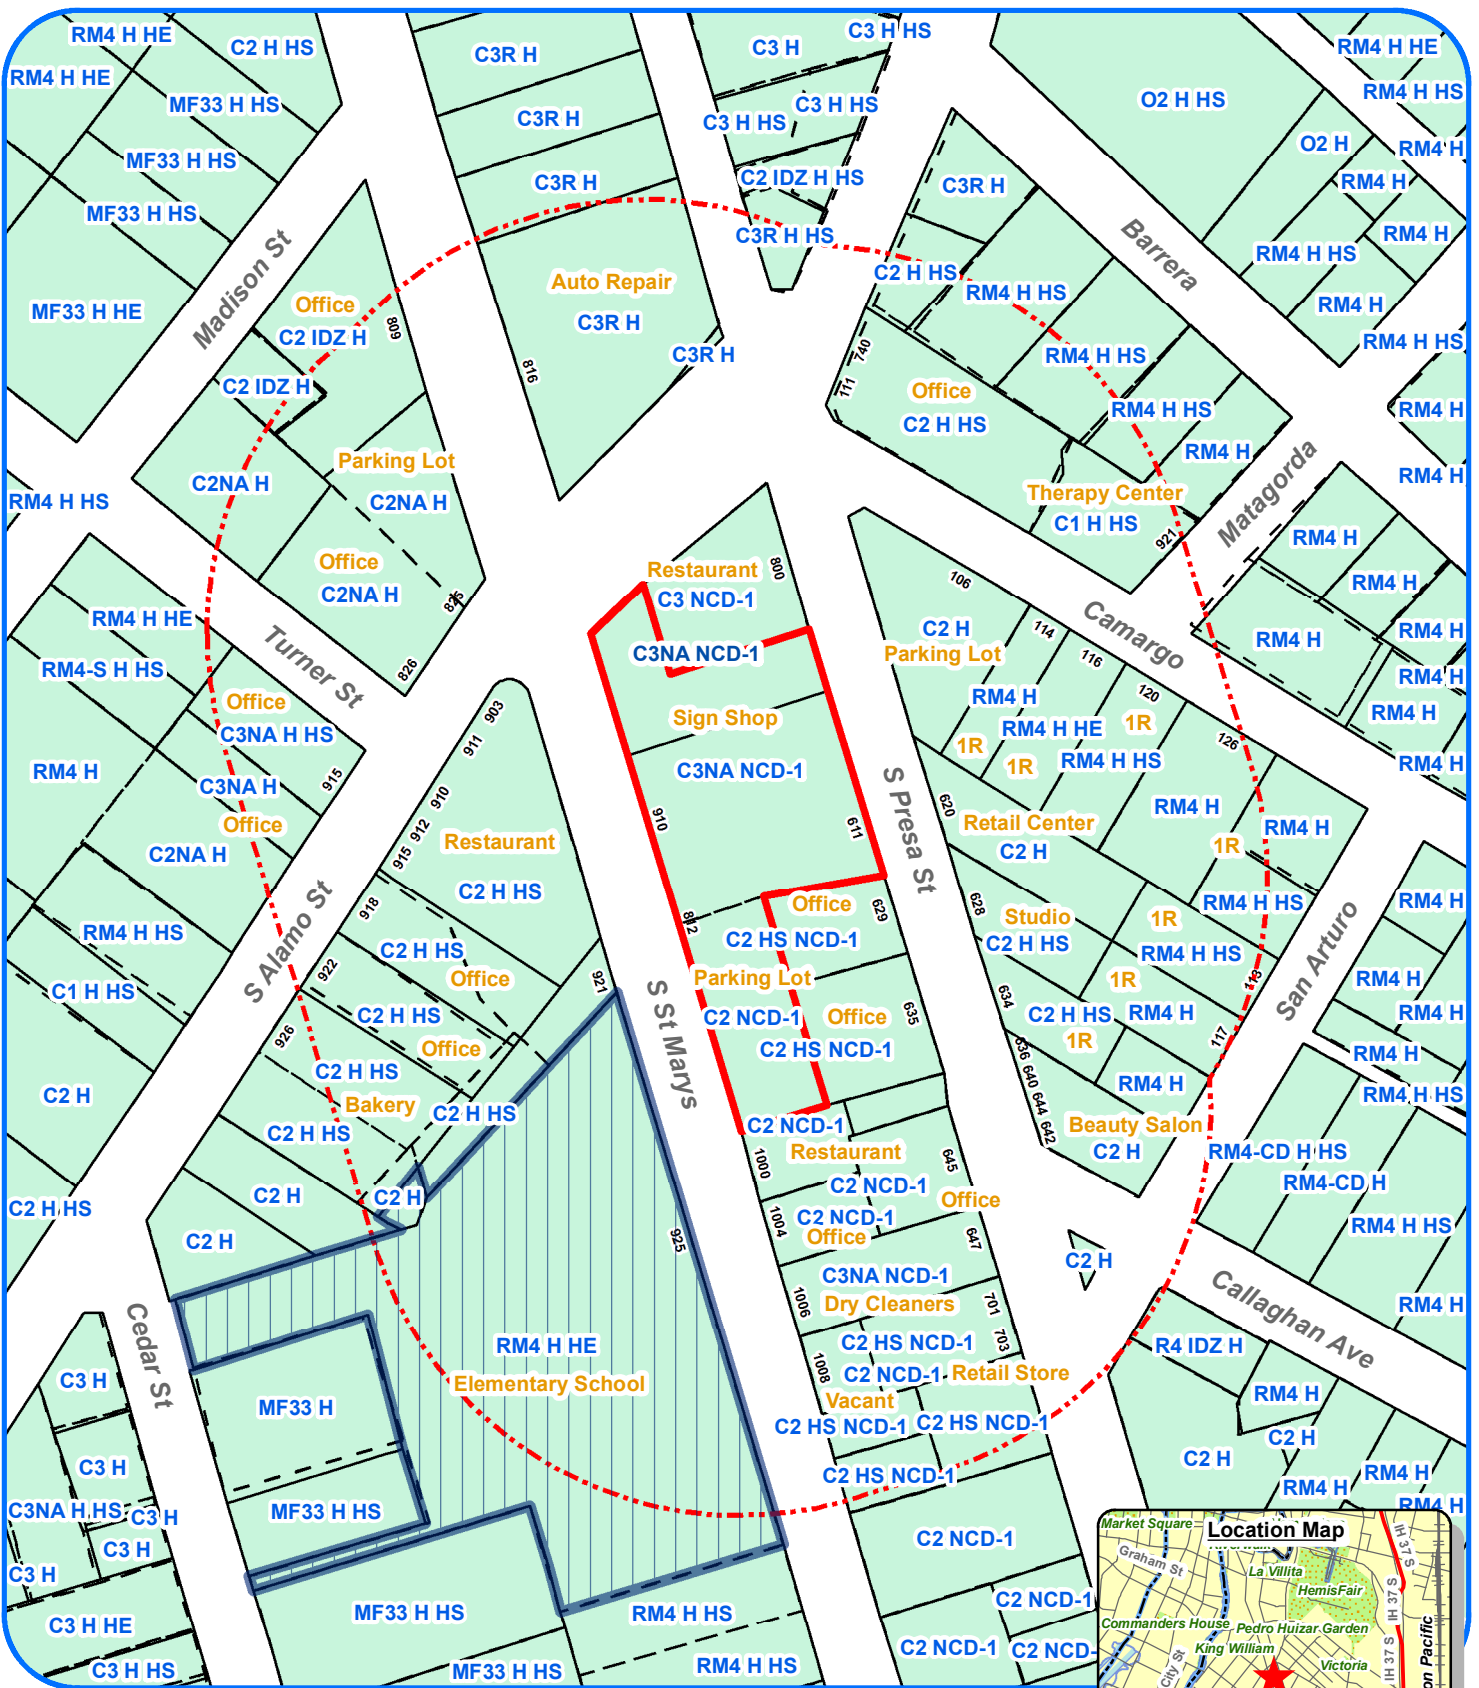 RM4 H HE
C2 H HS
C3R H
C3 H
C3 H HS
RM4 H HE
RM4 H HE
MF33 H HS
C3R H
C3 H HS
C3 H HS
O2 H HS
RM4 H HS
MF33 H HS
C3R H
C2 IDZ H HS
C3R H
O2 H
RM4 H
RM4 H
MF33 H HS
C3R H HS
Barrera
RM4 H HS
RM4 H
MF33 H HE
Madison St
Office
C2 IDZ H
809
Auto Repair
C3R H
C3R H
C2 H HS
RM4 H HS
RM4 H
RM4 H HS
C2 IDZ H
816
740
111
Office
C2 H HS
RM4 H HS
RM4 H HS
RM4 H
RM4 H HS
C2NA H
Parking Lot
C2NA H
RM4 H
Therapy Center
C1 H HS
921
Matagorda
RM4 H
RM4 H
Office
C2NA H
825
Restaurant
C3 NCD-1
800
106
RM4 H
RM4 H HE
RM4-S H HS
Turner St
826
C3NA NCD-1
C2 H
Parking Lot
114
116
120
126
Camargo
RM4 H
RM4 H
RM4 H
RM4 H
Office
C3NA H HS
903
911
Sign Shop
C3NA NCD-1
RM4 H
RM4 H HE
1R
1R
1R
RM4 H HS
RM4 H
RM4 H
C3NA H
915
Office
C2NA H
910
912
915
Restaurant
C2 H HS
910
611
S Presa St
620
Retail Center
C2 H
RM4 H
1R
RM4 H
S Alamo St
918
RM4 H HS
C2 H HS
Office
922
812
Office
C2 HS NCD-1
629
628
Studio
C2 H HS
1R
RM4 H HS
RM4 H HS
RM4 H
C1 H HS
C2 H HS
Office
926
921
S St Marys
Parking Lot
C2 NCD-1
Office
C2 HS NCD-1
635
634
1R
C2 H HS
RM4 H
1R
113
117
San Arturo
RM4 H
RM4 H
RM4 H
C2 H
C2 H HS
Bakery
C2 H HS
C2 H HS
636
640
644
642
RM4 H
Beauty Salon
C2 H
RM4 H HS
C2 NCD-1
Restaurant
1000
645
C2 H HS
C2 H
C2 H
C2 H
925
C2 NCD-1
C2 NCD-1
Office
Office
1004
647
RM4-CD H HS
RM4-CD H
RM4 H HS
C2 H
C3NA NCD-1
Dry Cleaners
1006
701
703
RM4 H
Callaghan Ave
Cedar St
RM4 H HE
Elementary School
C2 HS NCD-1
C2 NCD-1
1008
Retail Store
Vacant
C2 HS NCD-1
C2 HS NCD-1
R4 IDZ H
RM4 H
C3 H
MF33 H
C2 HS NCD-1
C2 H
C2 H
RM4 H
RM4 H
RM4 H
C3 H
C3NA H HS
C3 H
MF33 H HS
C2 NCD-1
C3 H
C3 H
C3 H HE
MF33 H HS
RM4 H HS
C2 NCD-1
C3 H HS
MF33 H HS
RM4 H HS
C2 NCD-1
C2 NCD-
Location Map
Market Square
Graham St
La Villita
HemisFair
IH 37 S
IH 37 S
IH 37 S
Commanders House
Pedro Huizar Garden
King William
Victoria
City St
on Pacific